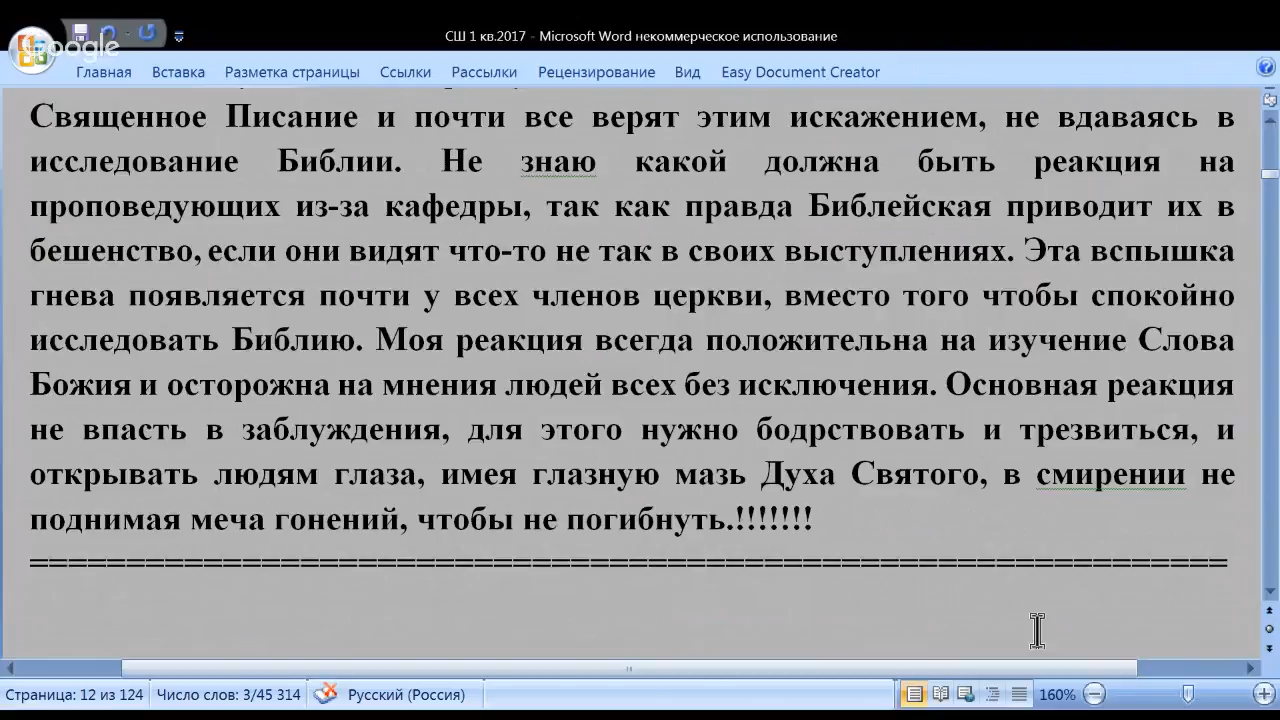 СШ 1 кв.2017 - Microsoft Word некоммерческое использование
Google
Главная Вставка Разметка страницы Ссылки Рассылки Рецензирование Вид Easy Document Creator
Священное Писание и почти все верят этим искажением, не вдаваясь в
исследование Библии. Не знаю какой должна быть реакция на
проповедующих из-за кафедры, так как правда Библейская приводит их в
бешенство, если они видят что-то не так в своих выступлениях. Эта вспышка
гнева появляется почти у всех членов церкви, вместо того чтобы спокойно
исследовать Библию. Моя реакция всегда положительна на изучение Слова
Божия и осторожна на мнения людей всех без исключения. Основная реакция
не впасть в заблуждения, для этого нужно бодрствовать и трезвиться, и
открывать людям глаза, имея глазную мазь Духа Святого, в смирении не
поднимая меча гонений, чтобы не погибнуть.!!!!!!!
Страница: 12 из 124 Число слов: 3/45 314 Русский (Россия) 160%